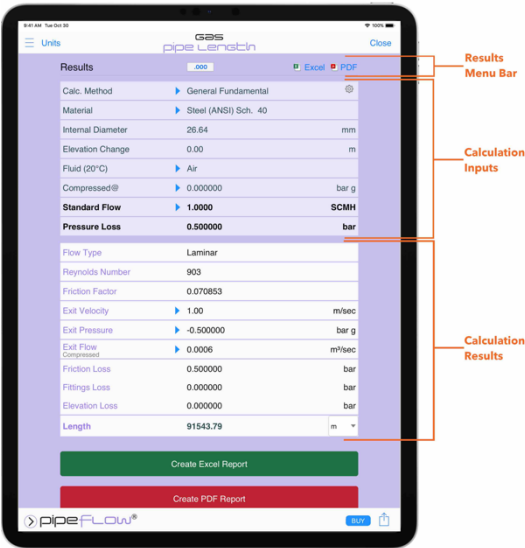 9:41 AM Tue Oct 30
100%
Units
Gas
pipe Length
Close
Results
.000
Excel
PDF
Calc. Method General Fundamental
Material Steel (ANSI) Sch. 40
Internal Diameter 26.64 mm
Elevation Change 0.00 m
Fluid (20°C) Air
Compressed@ 0.000000 bar g
Standard Flow 1.0000 SCMH
Pressure Loss 0.500000 bar
Flow Type Laminar
Reynolds Number 903
Friction Factor 0.070853
Exit Velocity 1.00 m/sec
Exit Pressure -0.500000 bar g
Exit Flow 0.0006 m³/sec
Compressed
Friction Loss 0.500000 bar
Fittings Loss 0.000000 bar
Elevation Loss 0.000000 bar
Length 91543.79 m
Create Excel Report
Create PDF Report
pipeFLOW®
BUY
Results
Menu Bar
Calculation
Inputs
Calculation
Results